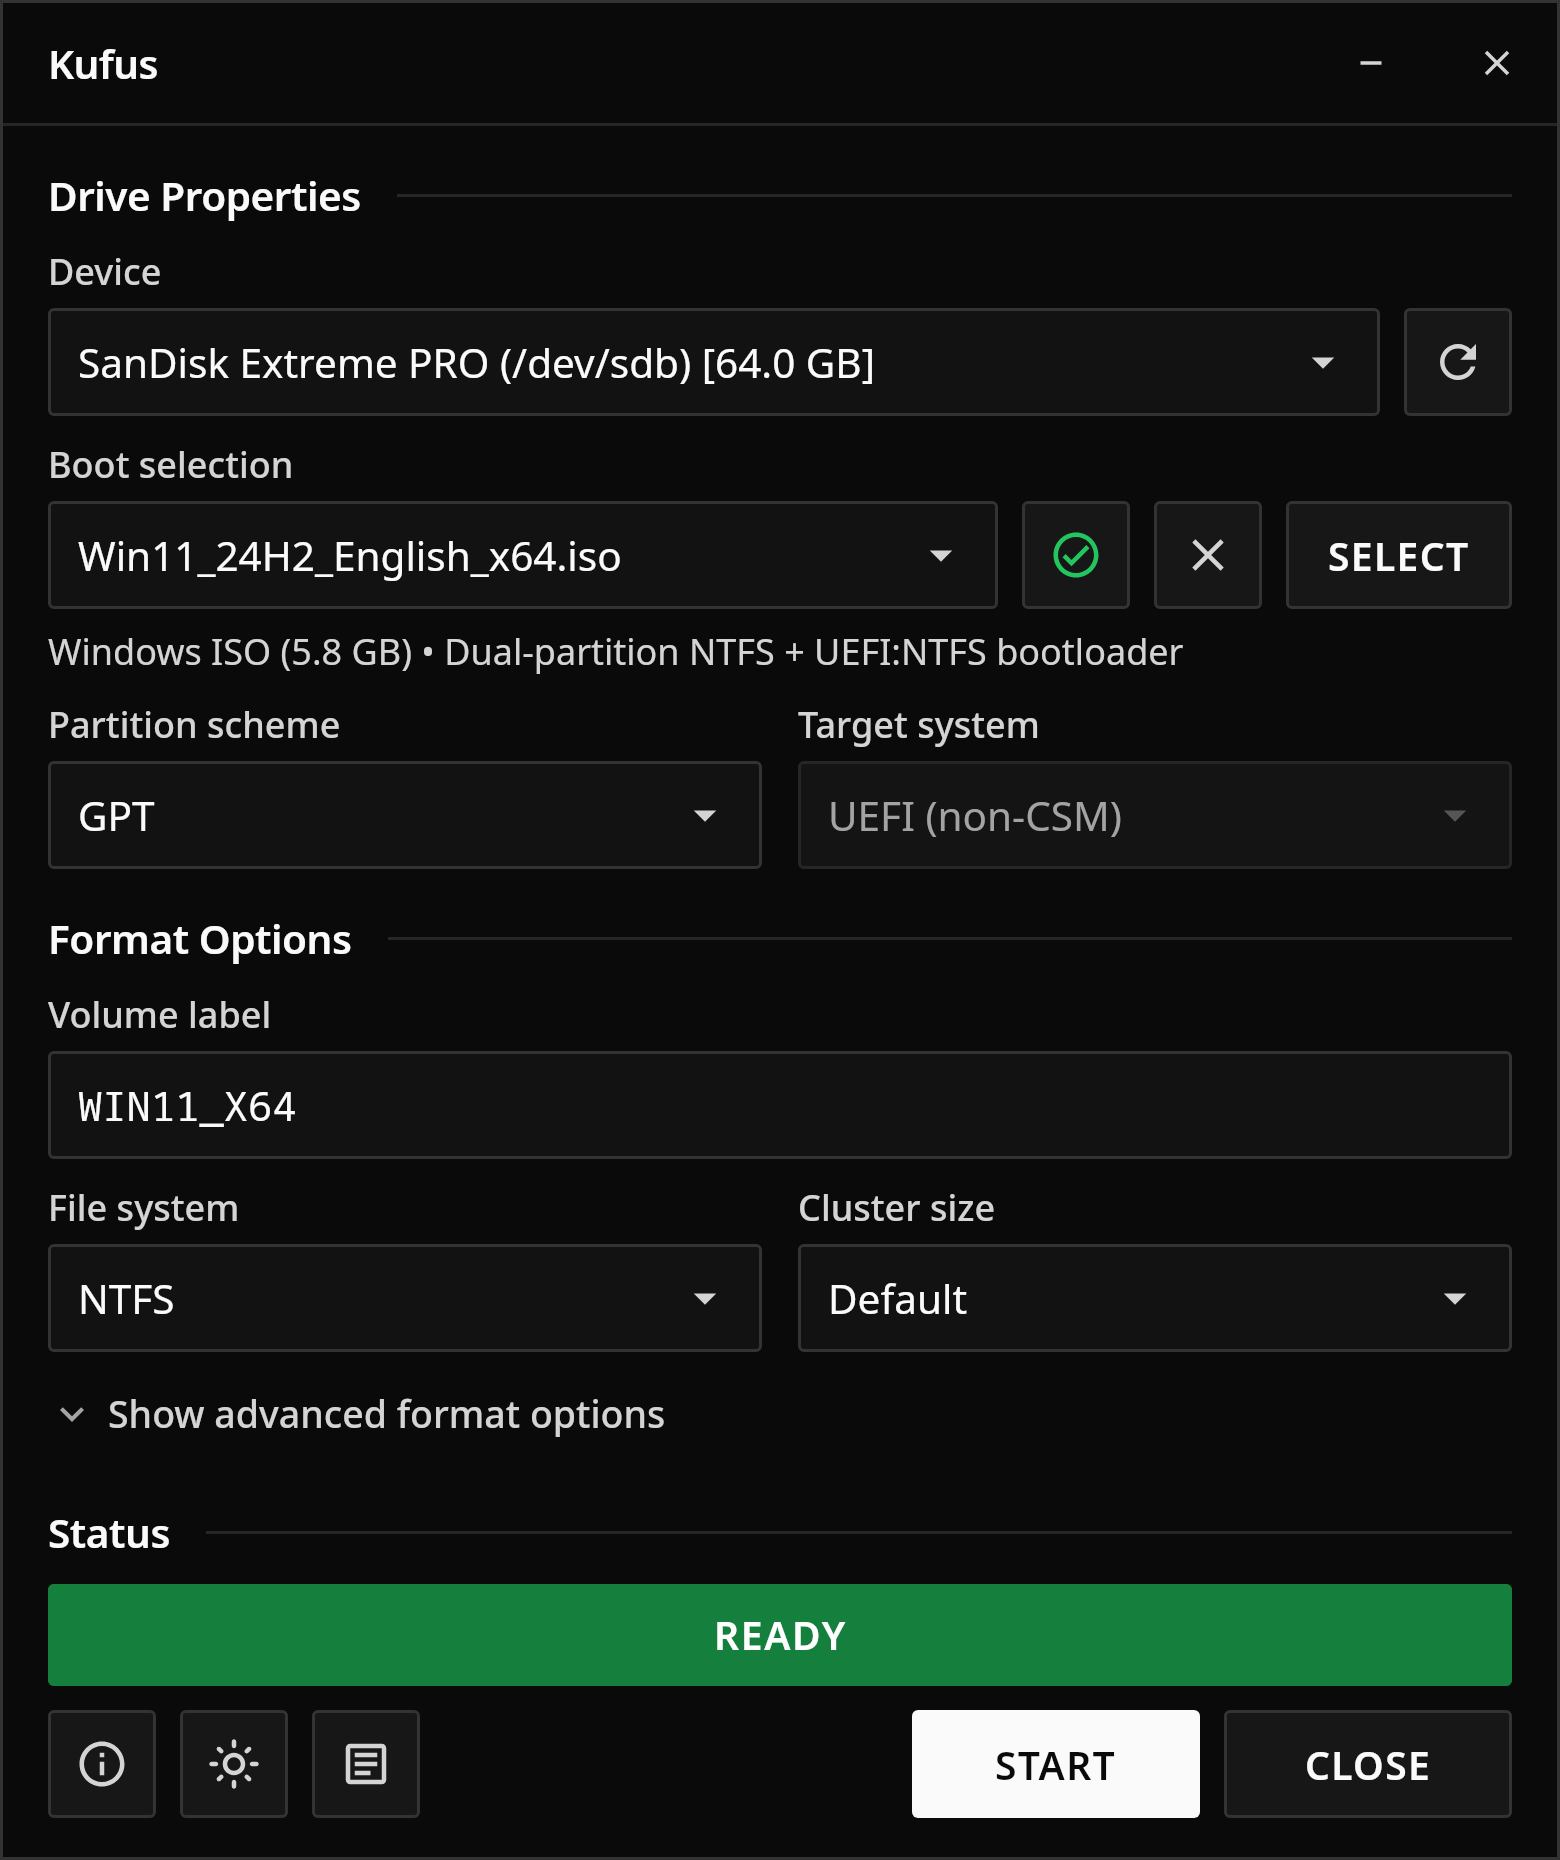 Kufus
Drive Properties
Device
SanDisk Extreme PRO (/dev/sdb) [64.0 GB]
Boot selection
Win11_24H2_English_x64.iso
SELECT
Windows ISO (5.8 GB) • Dual-partition NTFS + UEFI:NTFS bootloader
Partition scheme
Target system
GPT
UEFI (non-CSM)
Format Options
Volume label
WIN11_X64
File system
Cluster size
NTFS
Default
Show advanced format options
Status
READY
START
CLOSE